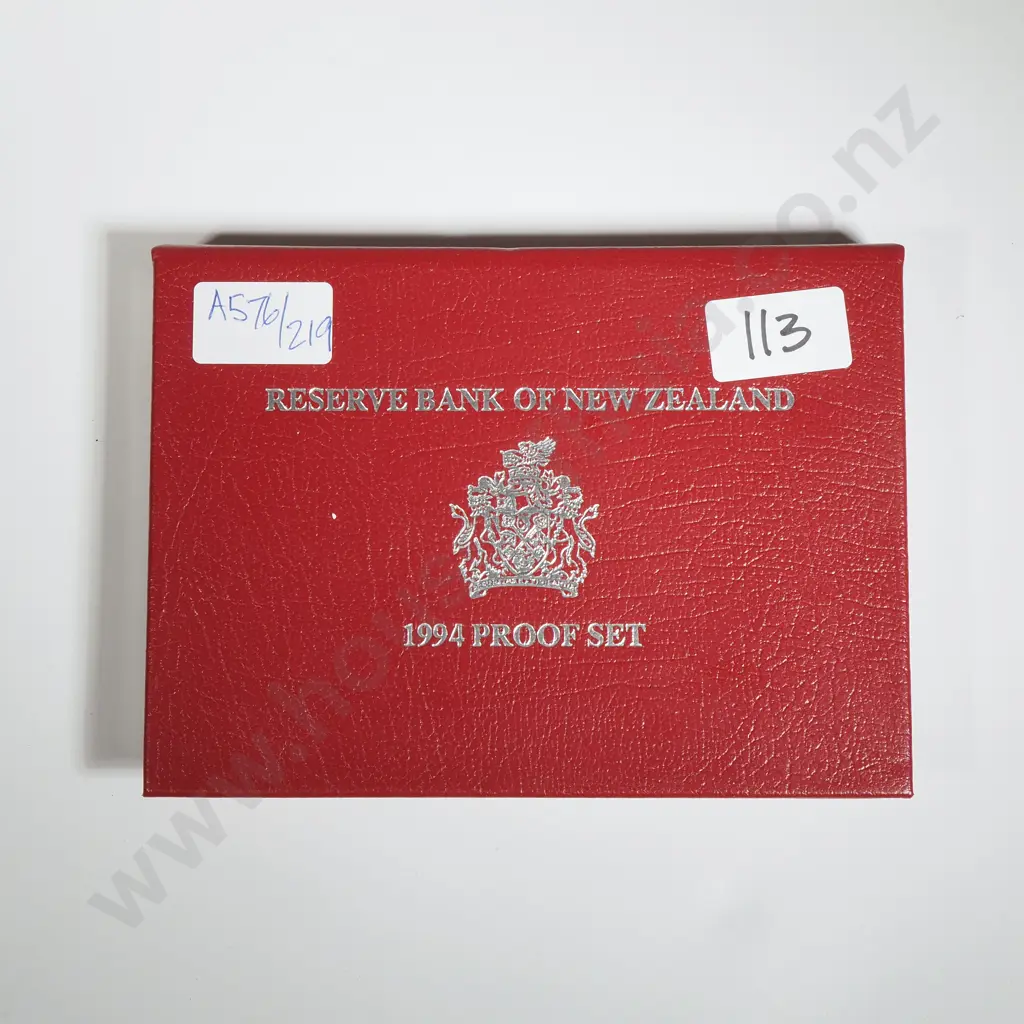 A576/219
113
RESERVE BANK OF NEW ZEALAND
1994 PROOF SET